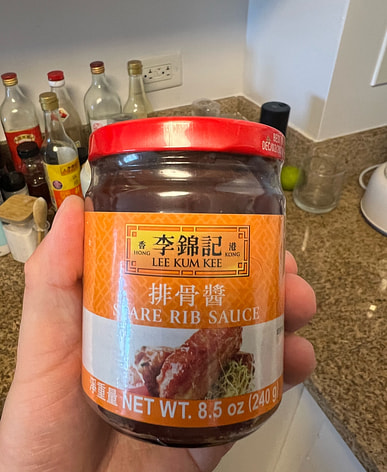 香 李錦記 港
HONG LEE KUM KEE KONG
排骨醬
SPARE RIB SAUCE
淨重量 NET WT. 8.5 oz (240 g)